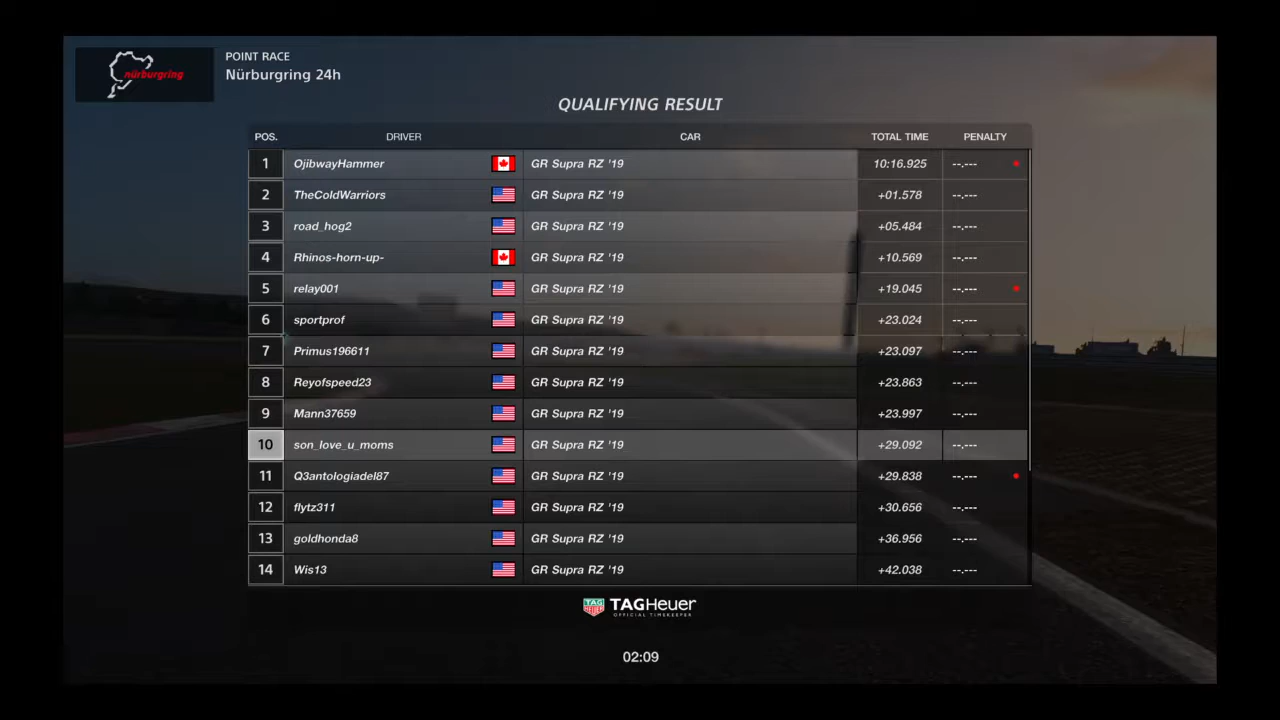 nürburgring
POINT RACE
Nürburgring 24h
QUALIFYING RESULT
POS. DRIVER CAR TOTAL TIME PENALTY
1 OjibwayHammer GR Supra RZ '19 10:16.925 --.---
2 TheColdWarriors GR Supra RZ '19 +01.578 --.---
3 road_hog2 GR Supra RZ '19 +05.484 --.---
4 Rhinos-horn-up- GR Supra RZ '19 +10.569 --.---
5 relay001 GR Supra RZ '19 +19.045 --.---
6 sportprof GR Supra RZ '19 +23.024 --.---
7 Primus196611 GR Supra RZ '19 +23.097 --.---
8 Reyofspeed23 GR Supra RZ '19 +23.863 --.---
9 Mann37659 GR Supra RZ '19 +23.997 --.---
10 son_love_u_moms GR Supra RZ '19 +29.092 --.---
11 Q3antologiadel87 GR Supra RZ '19 +29.838 --.---
12 flytz311 GR Supra RZ '19 +30.656 --.---
13 goldhonda8 GR Supra RZ '19 +36.956 --.---
14 Wis13 GR Supra RZ '19 +42.038 --.---
TAG HEUER TAGHeuer
OFFICIAL TIMEKEEPER
02:09